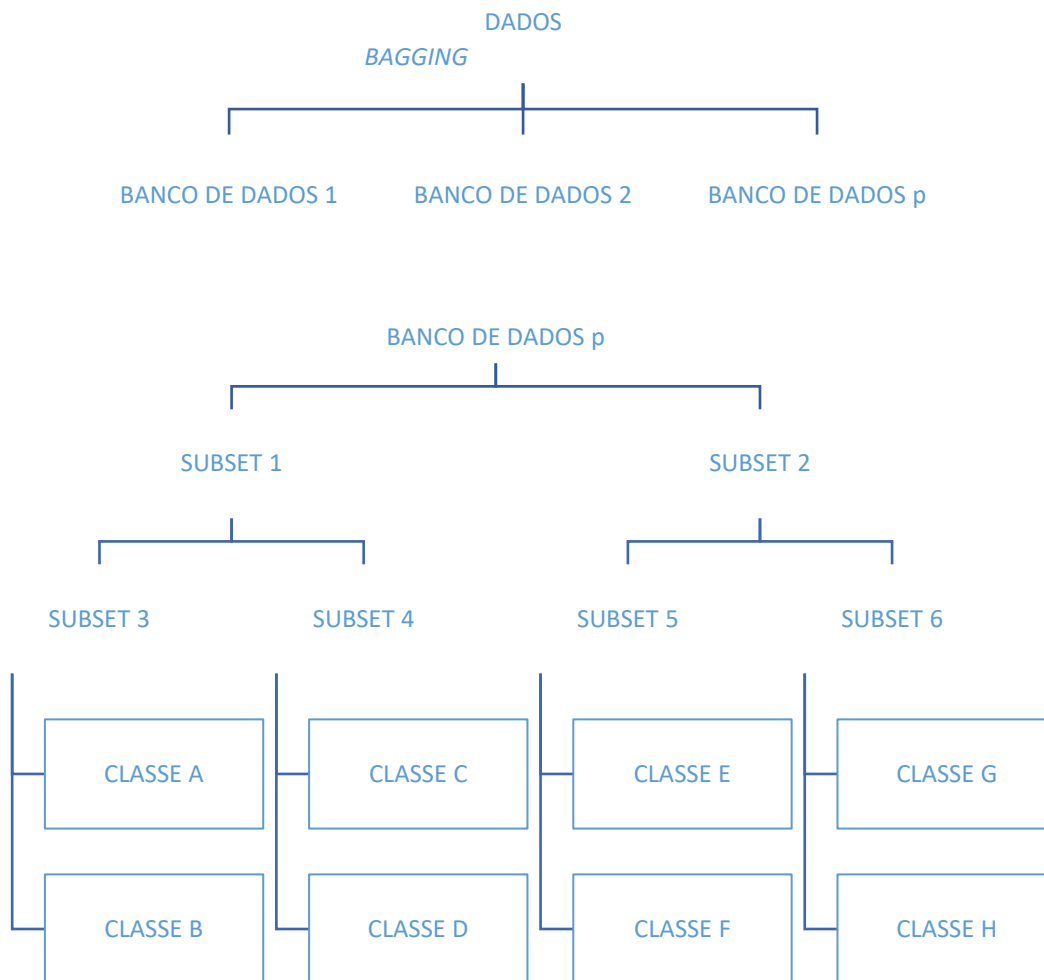 DADOS
BAGGING
BANCO DE DADOS 1 BANCO DE DADOS 2 BANCO DE DADOS p
BANCO DE DADOS p
SUBSET 1 SUBSET 2
SUBSET 3 SUBSET 4 SUBSET 5 SUBSET 6
CLASSE A CLASSE C CLASSE E CLASSE G
CLASSE B CLASSE D CLASSE F CLASSE H